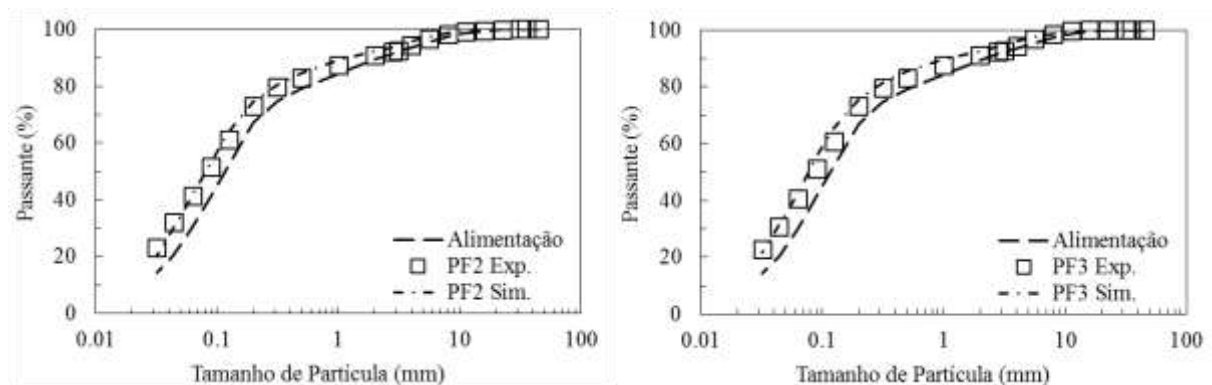 100
80
60
40
20
0
Passante (%)
Alimentação
PF2 Exp.
PF2 Sim.
0.01 0.1 1 10 100
Tamanho de Partícula (mm)
100
80
60
40
20
0
Passante (%)
Alimentação
PF3 Exp.
PF3 Sim.
0.01 0.1 1 10 100
Tamanho de Partícula (mm)